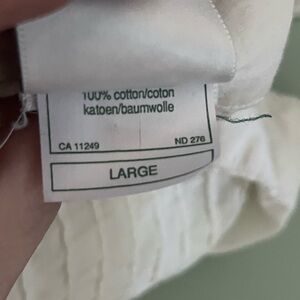 100% cotton/coton
katoen/baumwolle
CA 11249 ND 276
LARGE